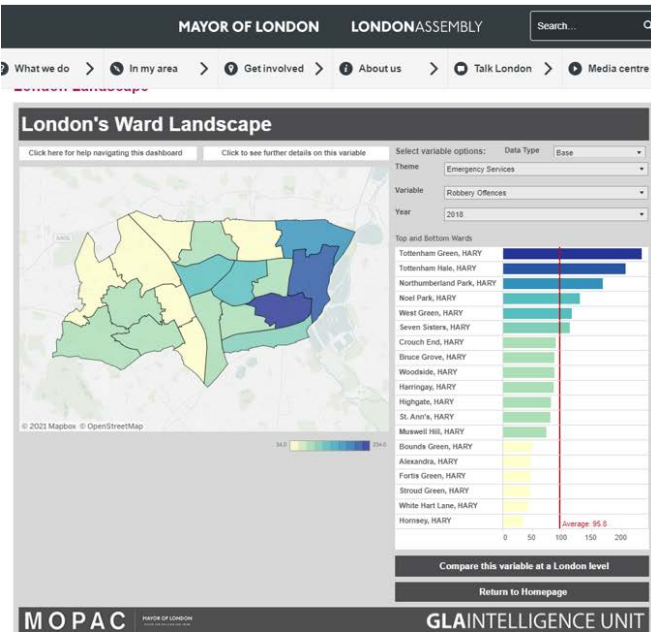 MAYOR OF LONDON LONDONASSEMBLY Search...
What we do In my area Get involved About us Talk London Media centre
London Landscape
London's Ward Landscape
Click here for help navigating this dashboard Click to see further details on this variable
Select variable options: Data Type Base
Theme Emergency Services
Variable Robbery Offences
Year 2018
Top and Bottom Wards
Tottenham Green, HARY
Tottenham Hale, HARY
Northumberland Park, HARY
Noel Park, HARY
West Green, HARY
Seven Sisters, HARY
Crouch End, HARY
Bruce Grove, HARY
Woodside, HARY
Harringay, HARY
Highgate, HARY
St. Ann's, HARY
Muswell Hill, HARY
Bounds Green, HARY
Alexandra, HARY
Fortis Green, HARY
Stroud Green, HARY
White Hart Lane, HARY
Hornsey, HARY
Average: 95.8
0 50 100 150 200
© 2021 Mapbox © OpenStreetMap
34.0 234.0
Compare this variable at a London level
Return to Homepage
MOPAC MAYOR OF LONDON
GLAINTELLIGENCE UNIT